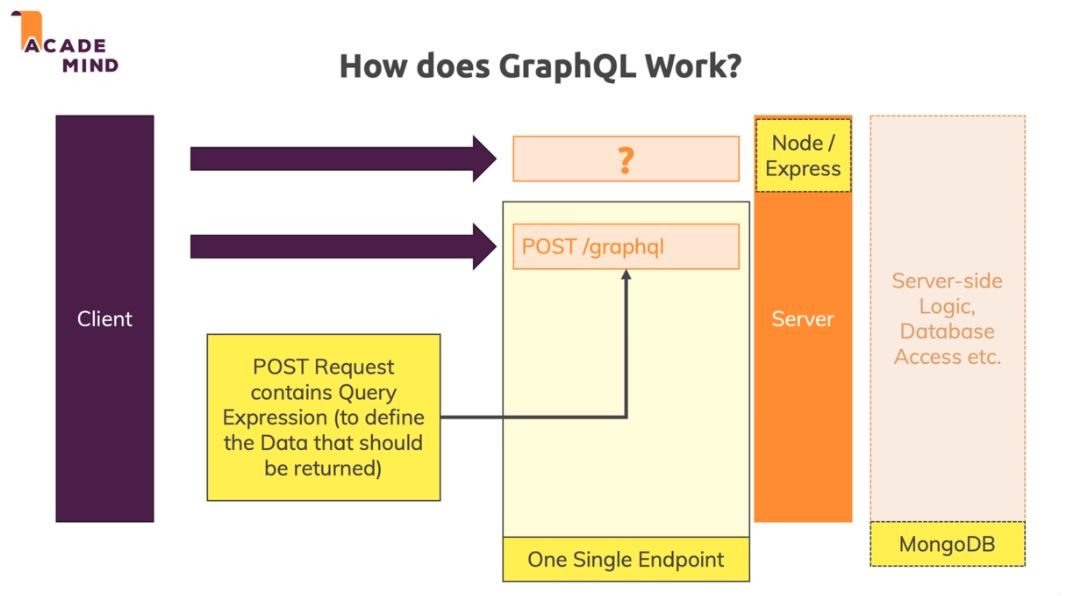 ACADE
MIND
How does GraphQL Work?
Client
?
POST /graphql
POST Request
contains Query
Expression (to define
the Data that should
be returned)
One Single Endpoint
Node /
Express
Server
Server-side
Logic,
Database
Access etc.
MongoDB